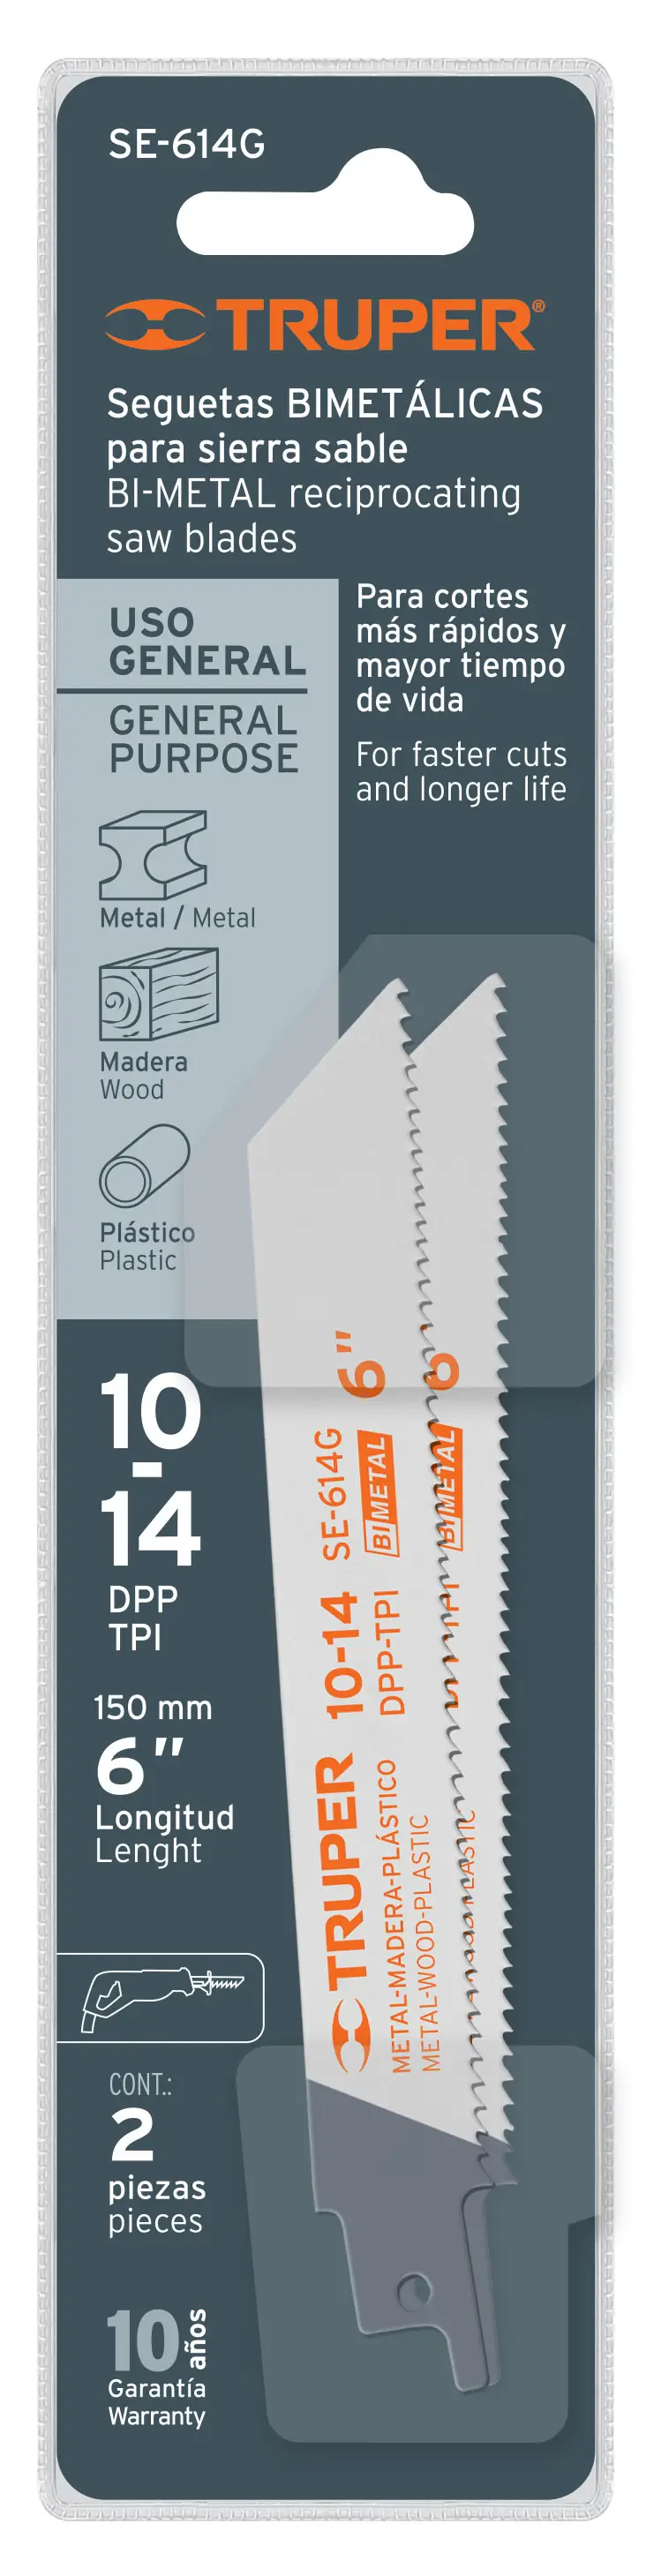 SE-614G
TRUPER®
Seguetas BIMETÁLICAS
para sierra sable
BI-METAL reciprocating
saw blades
USO
GENERAL
GENERAL
PURPOSE
Para cortes
más rápidos y
mayor tiempo
de vida
For faster cuts
and longer life
Metal / Metal
Madera
Wood
Plástico
Plastic
10
-
14
DPP
TPI
150 mm
6"
Longitud
Lenght
CONT.:
2
piezas
pieces
10 años
Garantía
Warranty
TRUPER 10-14 SE-614G 6"
DPP-TPI BIMETAL
METAL-MADERA-PLÁSTICO
METAL-WOOD-PLASTIC
BIMETAL